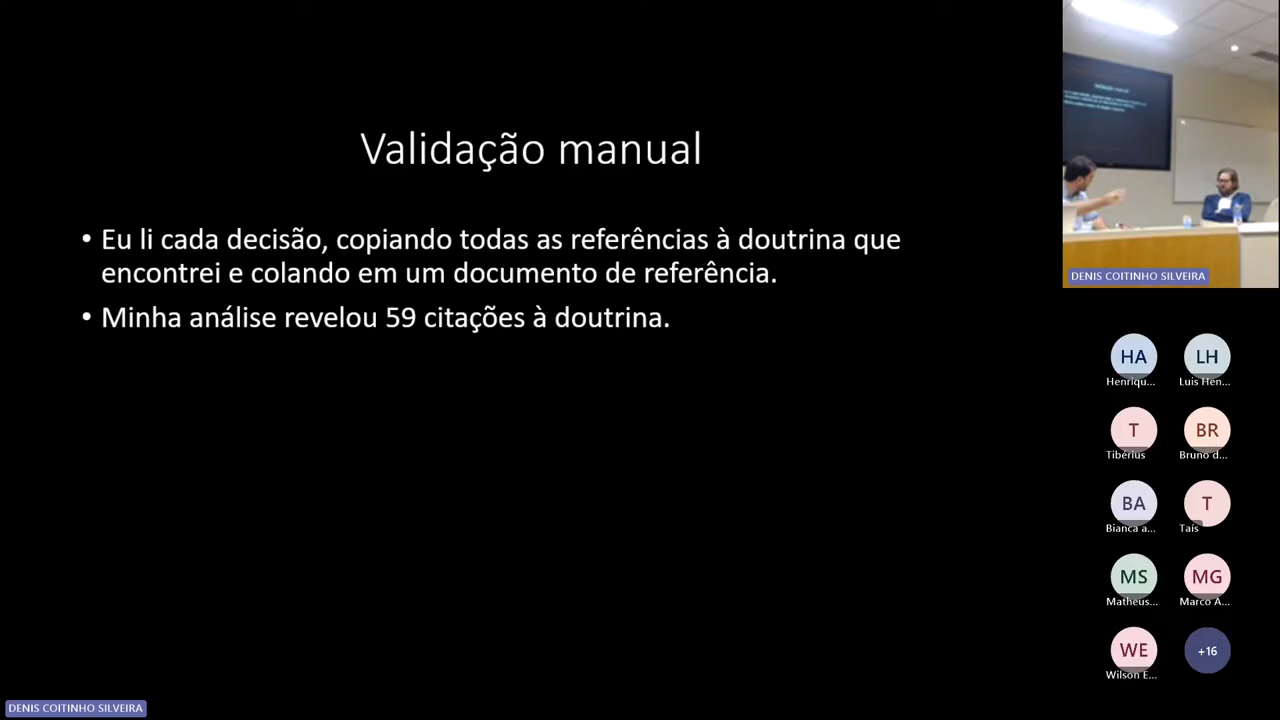 Validação manual
• Eu li cada decisão, copiando todas as referências à doutrina que
encontrei e colando em um documento de referência.
• Minha análise revelou 59 citações à doutrina.
DENIS COITINHO SILVEIRA
HA
LH
Henriqu...
Luis Hen...
T
BR
Tibérius
Bruno d...
BA
T
Bianca a...
Taís
MS
MG
Matheus...
Marco A...
WE
+16
Wilson E...
DENIS COITINHO SILVEIRA